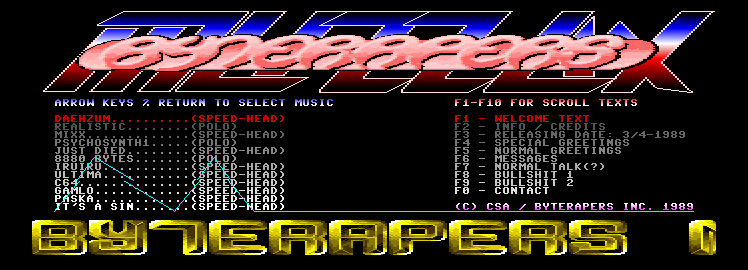 BYTERAPERS
ARROW KEYS % RETURN TO SELECT MUSIC
F1-F10 FOR SCROLL TEXTS
DAENZUM..........(SPEED-HEAD)
REALISTIC........(POLO)
MIXX.............(SPEED-HEAD)
PSYCHOSYNTH1.....(POLO)
JUST DIED........(SPEED-HEAD)
8880 BYTES.......(POLO)
IRUIRU...........(SPEED-HEAD)
ULTIMA...........(SPEED-HEAD)
C64..............(SPEED-HEAD)
GAMLO............(SPEED-HEAD)
PASKA............(SPEED-HEAD)
IT'S A SIN.......(SPEED-HEAD)
F1 - WELCOME TEXT
F2 - INFO / CREDITS
F3 - RELEASING DATE: 3/4-1989
F4 - SPECIAL GREETINGS
F5 - NORMAL GREETINGS
F6 - MESSAGES
F7 - NORMAL TALK(?)
F8 - BULLSHIT 1
F9 - BULLSHIT 2
F0 - CONTACT
(C) CSA / BYTERAPERS INC. 1989
BYTERAPERS